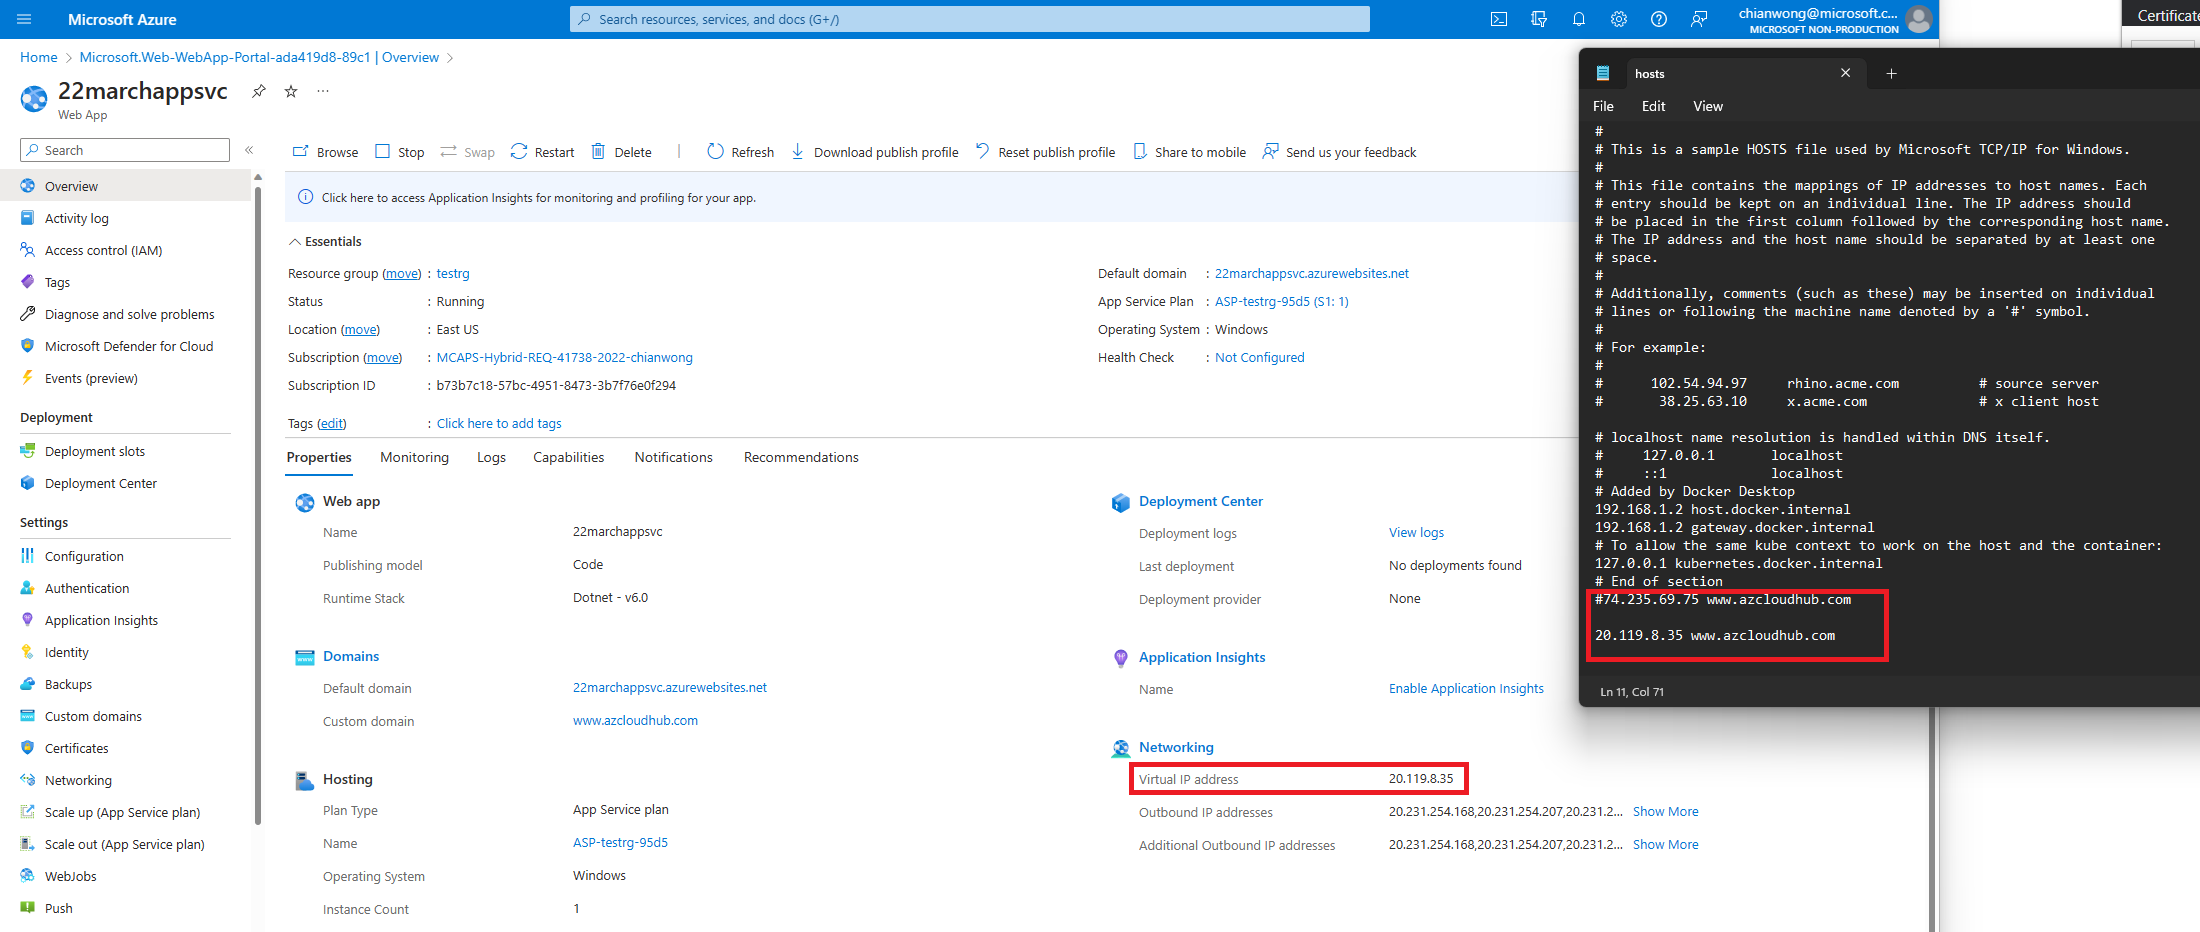 Microsoft Azure
Search resources, services, and docs (G+/)
chianwong@microsoft.c...
MICROSOFT NON-PRODUCTION
Certificate
Home > Microsoft.Web-WebApp-Portal-ada419d8-89c1 | Overview >
22marchappsvc
Web App
Search
Overview
Activity log
Access control (IAM)
Tags
Diagnose and solve problems
Microsoft Defender for Cloud
Events (preview)
Deployment
Deployment slots
Deployment Center
Settings
Configuration
Authentication
Application Insights
Identity
Backups
Custom domains
Certificates
Networking
Scale up (App Service plan)
Scale out (App Service plan)
WebJobs
Push
Browse Stop Swap Restart Delete | Refresh Download publish profile Reset publish profile Share to mobile Send us your feedback
Click here to access Application Insights for monitoring and profiling for your app.
Essentials
Resource group (move) : testrg
Status : Running
Location (move) : East US
Subscription (move) : MCAPS-Hybrid-REQ-41738-2022-chianwong
Subscription ID : b73b7c18-57bc-4951-8473-3b7f76e0f294
Tags (edit) : Click here to add tags
Default domain : 22marchappsvc.azurewebsites.net
App Service Plan : ASP-testrg-95d5 (S1: 1)
Operating System : Windows
Health Check : Not Configured
Properties Monitoring Logs Capabilities Notifications Recommendations
Web app
Name 22marchappsvc
Publishing model Code
Runtime Stack Dotnet - v6.0
Domains
Default domain 22marchappsvc.azurewebsites.net
Custom domain www.azcloudhub.com
Hosting
Plan Type App Service plan
Name ASP-testrg-95d5
Operating System Windows
Instance Count 1
Deployment Center
Deployment logs View logs
Last deployment No deployments found
Deployment provider None
Application Insights
Name Enable Application Insights
Networking
Virtual IP address 20.119.8.35
Outbound IP addresses 20.231.254.168,20.231.254.207,20.231.2... Show More
Additional Outbound IP addresses 20.231.254.168,20.231.254.207,20.231.2... Show More
hosts
File Edit View
#
# This is a sample HOSTS file used by Microsoft TCP/IP for Windows.
#
# This file contains the mappings of IP addresses to host names. Each
# entry should be kept on an individual line. The IP address should
# be placed in the first column followed by the corresponding host name.
# The IP address and the host name should be separated by at least one
# space.
#
# Additionally, comments (such as these) may be inserted on individual
# lines or following the machine name denoted by a '#' symbol.
#
# For example:
#
# 102.54.94.97 rhino.acme.com # source server
# 38.25.63.10 x.acme.com # x client host
# localhost name resolution is handled within DNS itself.
# 127.0.0.1 localhost
# ::1 localhost
# Added by Docker Desktop
192.168.1.2 host.docker.internal
192.168.1.2 gateway.docker.internal
# To allow the same kube context to work on the host and the container:
127.0.0.1 kubernetes.docker.internal
# End of section
#74.235.69.75 www.azcloudhub.com
20.119.8.35 www.azcloudhub.com
Ln 11, Col 71